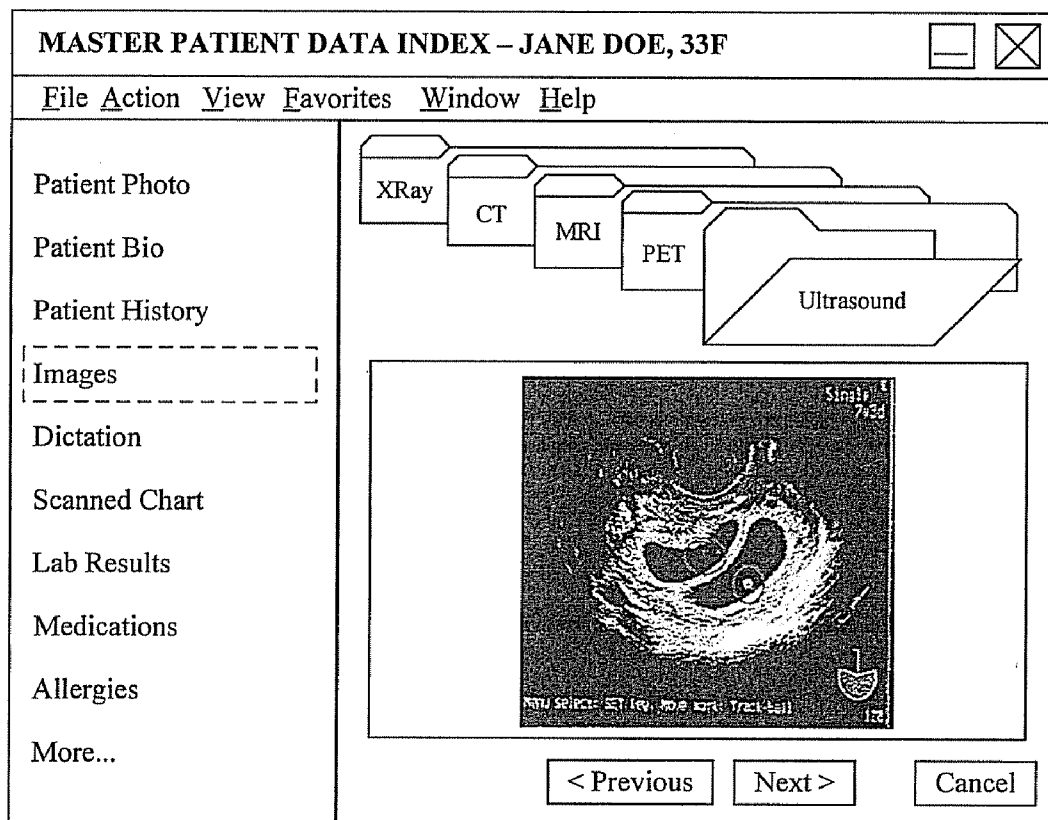 MASTER PATIENT DATA INDEX – JANE DOE, 33F
File Action View Favorites Window Help
Patient Photo
Patient Bio
Patient History
Images
Dictation
Scanned Chart
Lab Results
Medications
Allergies
More...
XRay
CT
MRI
PET
Ultrasound
Single
< Previous
Next >
Cancel